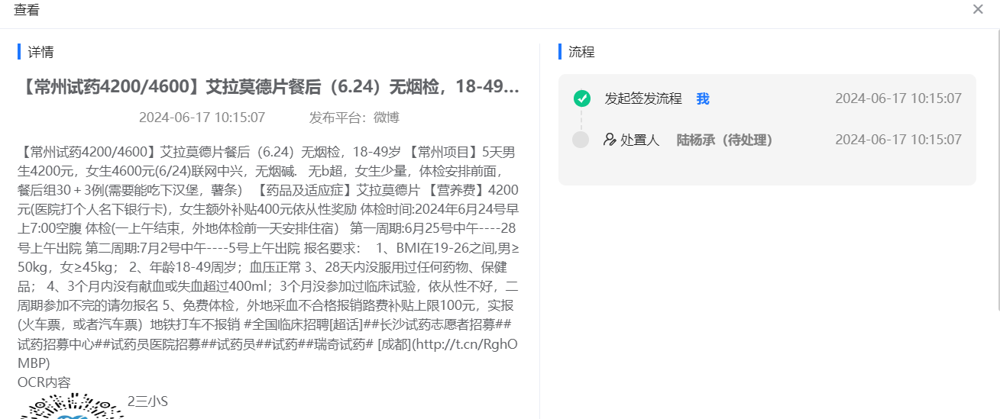 查看
详情
【常州试药4200/4600】艾拉莫德片餐后（6.24）无烟检，18-49...
2024-06-17 10:15:07 发布平台：微博
【常州试药4200/4600】艾拉莫德片餐后（6.24）无烟检，18-49岁 【常州项目】5天男
生4200元，女生4600元(6/24)联网中兴，无烟碱． 无b超，女生少量，体检安排前面，
餐后组30＋3例(需要能吃下汉堡，薯条） 【药品及适应症】艾拉莫德片 【营养费】4200
元(医院打个人名下银行卡)，女生额外补贴400元依从性奖励 体检时间:2024年6月24号早
上7:00空腹 体检(一上午结束，外地体检前一天安排住宿） 第一周期:6月25号中午----28
号上午出院 第二周期:7月2号中午----5号上午出院 报名要求： 1、BMI在19-26之间,男≥
50kg，女≥45kg； 2、年龄18-49周岁；血压正常 3、28天内没服用过任何药物、保健
品； 4、3个月内没有献血或失血超过400ml；3个月没参加过临床试验，依从性不好，二
周期参加不完的请勿报名 5、免费体检，外地采血不合格报销路费补贴上限100元，实报
(火车票，或者汽车票）地铁打车不报销 #全国临床招聘[超话]##长沙试药志愿者招募##
试药招募中心##试药员医院招募##试药员##试药##瑞奇试药# [成都](http://t.cn/RghO
MBP)
OCR内容
2三小S
流程
发起签发流程 我 2024-06-17 10:15:07
处置人 陆杨承（待处理） 2024-06-17 10:15:07